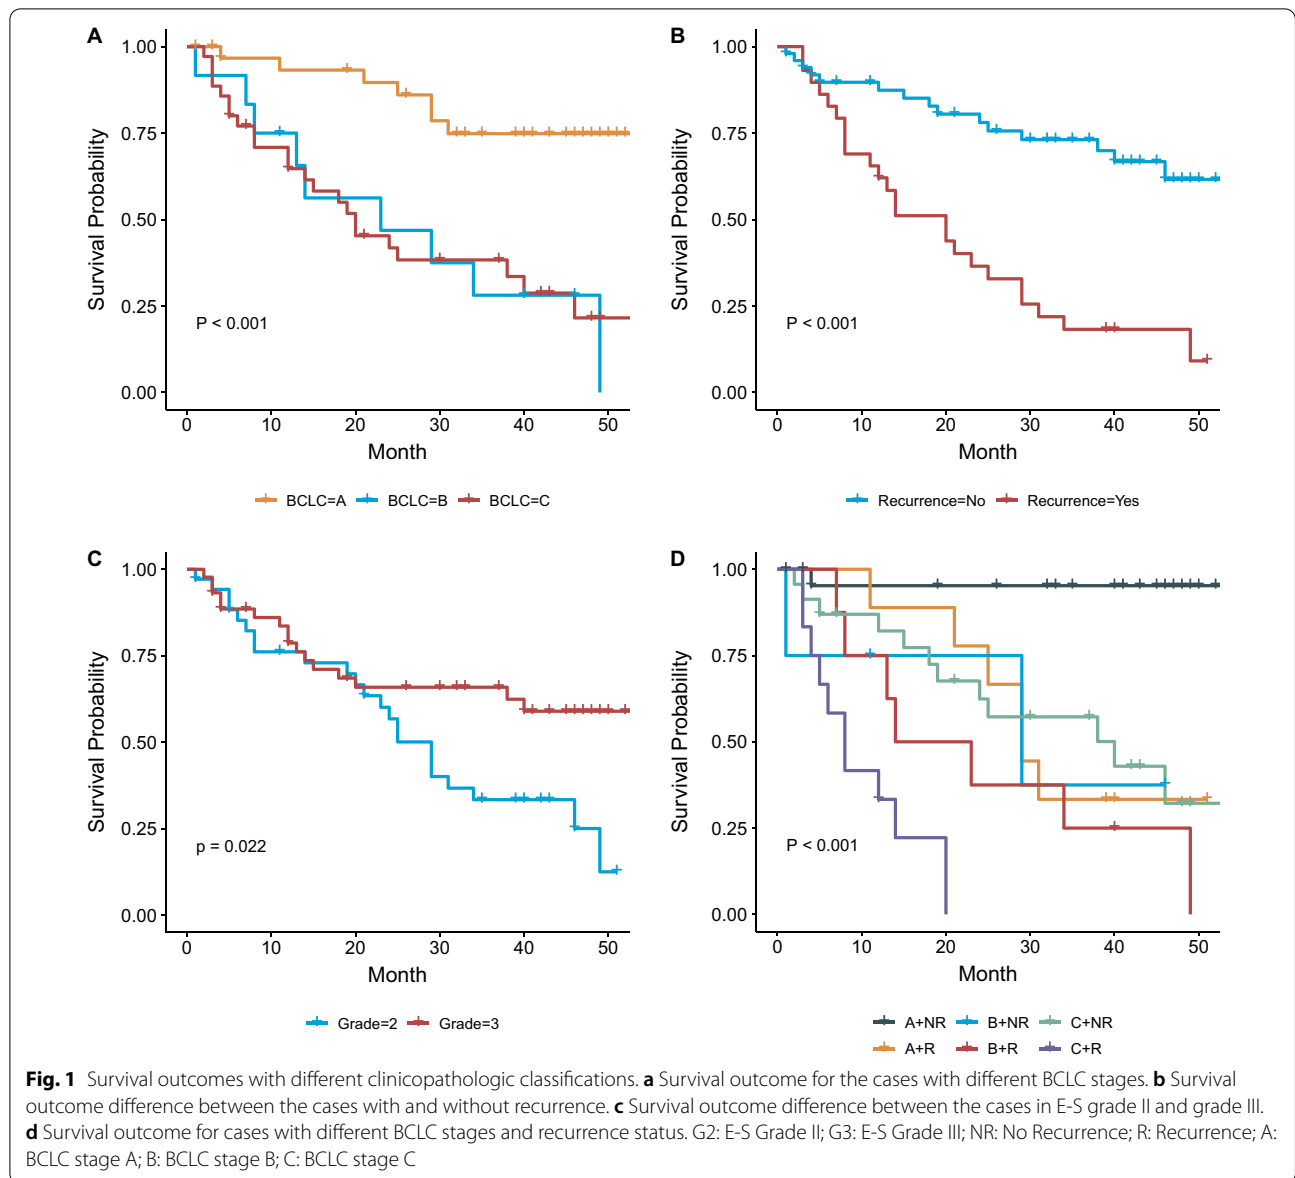 A
1.00
0.75
0.50
0.25
0.00
Survival Probability
P < 0.001
0 10 20 30 40 50
Month
BCLC=A BCLC=B BCLC=C
B
1.00
0.75
0.50
0.25
0.00
Survival Probability
P < 0.001
0 10 20 30 40 50
Month
Recurrence=No Recurrence=Yes
C
1.00
0.75
0.50
0.25
0.00
Survival Probability
p = 0.022
0 10 20 30 40 50
Month
Grade=2 Grade=3
D
1.00
0.75
0.50
0.25
0.00
Survival Probability
P < 0.001
0 10 20 30 40 50
Month
A+NR B+NR C+NR
A+R B+R C+R
Fig. 1 Survival outcomes with different clinicopathologic classifications. a Survival outcome for the cases with different BCLC stages. b Survival
outcome difference between the cases with and without recurrence. c Survival outcome difference between the cases in E-S grade II and grade III.
d Survival outcome for cases with different BCLC stages and recurrence status. G2: E-S Grade II; G3: E-S Grade III; NR: No Recurrence; R: Recurrence; A:
BCLC stage A; B: BCLC stage B; C: BCLC stage C